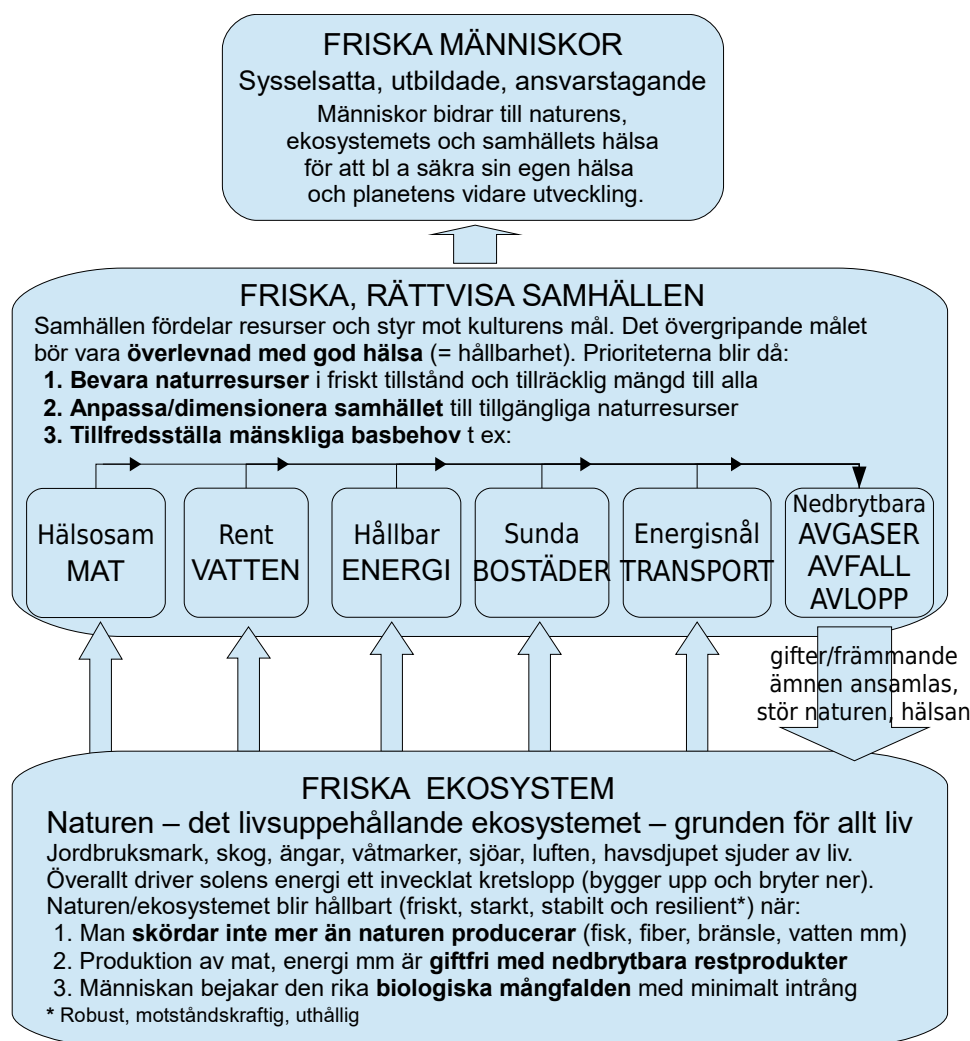 FRISKA MÄNNISKOR
Sysselsatta, utbildade, ansvarstagande
Människor bidrar till naturens,
ekosystemets och samhällets hälsa
för att bl a säkra sin egen hälsa
och planetens vidare utveckling.
FRISKA, RÄTTVISA SAMHÄLLEN
Samhällen fördelar resurser och styr mot kulturens mål. Det övergripande målet
bör vara överlevnad med god hälsa (= hållbarhet). Prioriteterna blir då:
1. Bevara naturresurser i friskt tillstånd och tillräcklig mängd till alla
2. Anpassa/dimensionera samhället till tillgängliga naturresurser
3. Tillfredsställa mänskliga basbehov t ex:
Hälsosam
MAT
Rent
VATTEN
Hållbar
ENERGI
Sunda
BOSTÄDER
Energisnål
TRANSPORT
Nedbrytbara
AVGASER
AVFALL
AVLOPP
gifter/främmande
ämnen ansamlas,
stör naturen, hälsan
FRISKA EKOSYSTEM
Naturen – det livsuppehållande ekosystemet – grunden för allt liv
Jordbruksmark, skog, ängar, våtmarker, sjöar, luften, havsdjupet sjuder av liv.
Överallt driver solens energi ett invecklat kretslopp (bygger upp och bryter ner).
Naturen/ekosystemet blir hållbart (friskt, starkt, stabilt och resilient*) när:
1. Man skördar inte mer än naturen producerar (fisk, fiber, bränsle, vatten mm)
2. Produktion av mat, energi mm är giftfri med nedbrytbara restprodukter
3. Människan bejakar den rika biologiska mångfalden med minimalt intrång
* Robust, motståndskraftig, uthållig